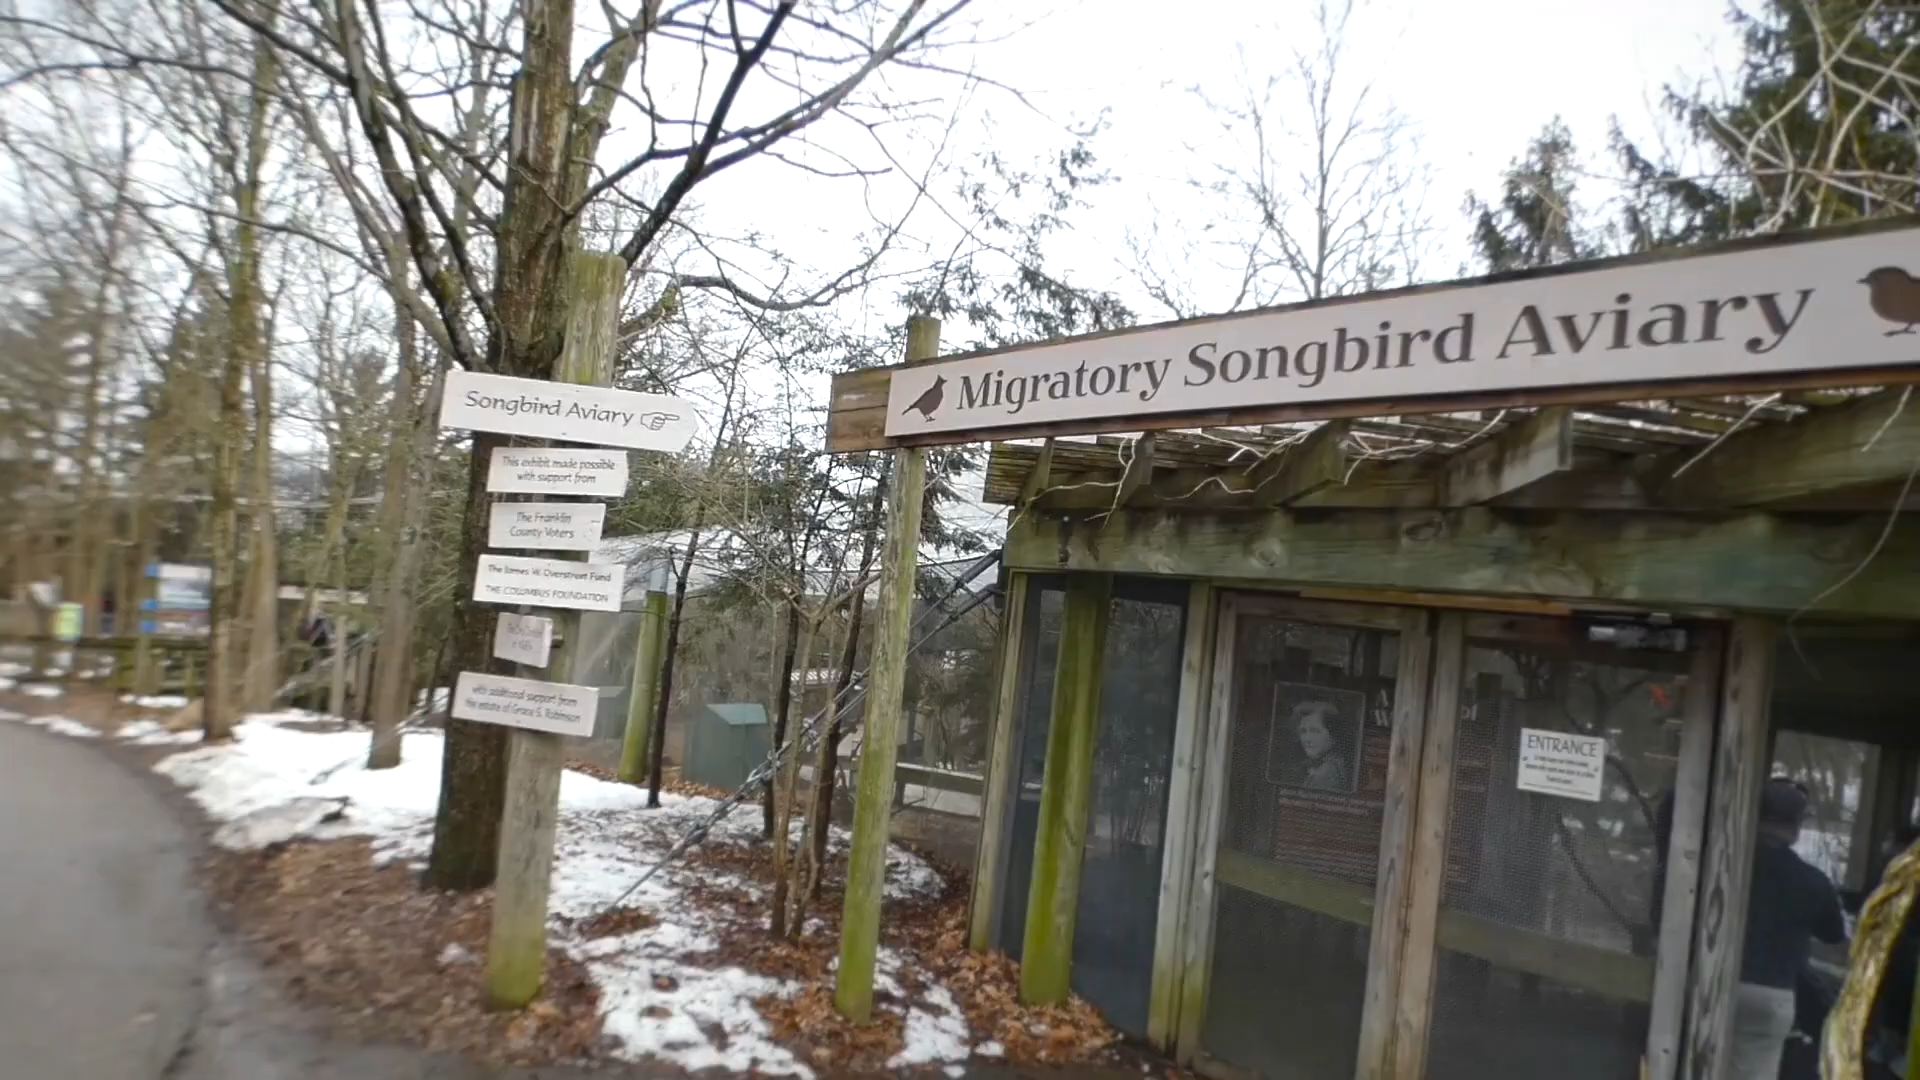 Songbird Aviary
This exhibit made possible
with support from
The Franklin
County Voters
The James W. Overstreet Fund
THE COLUMBUS FOUNDATION
with additional support from
the estate of Grace S. Robinson
Migratory Songbird Aviary
ENTRANCE